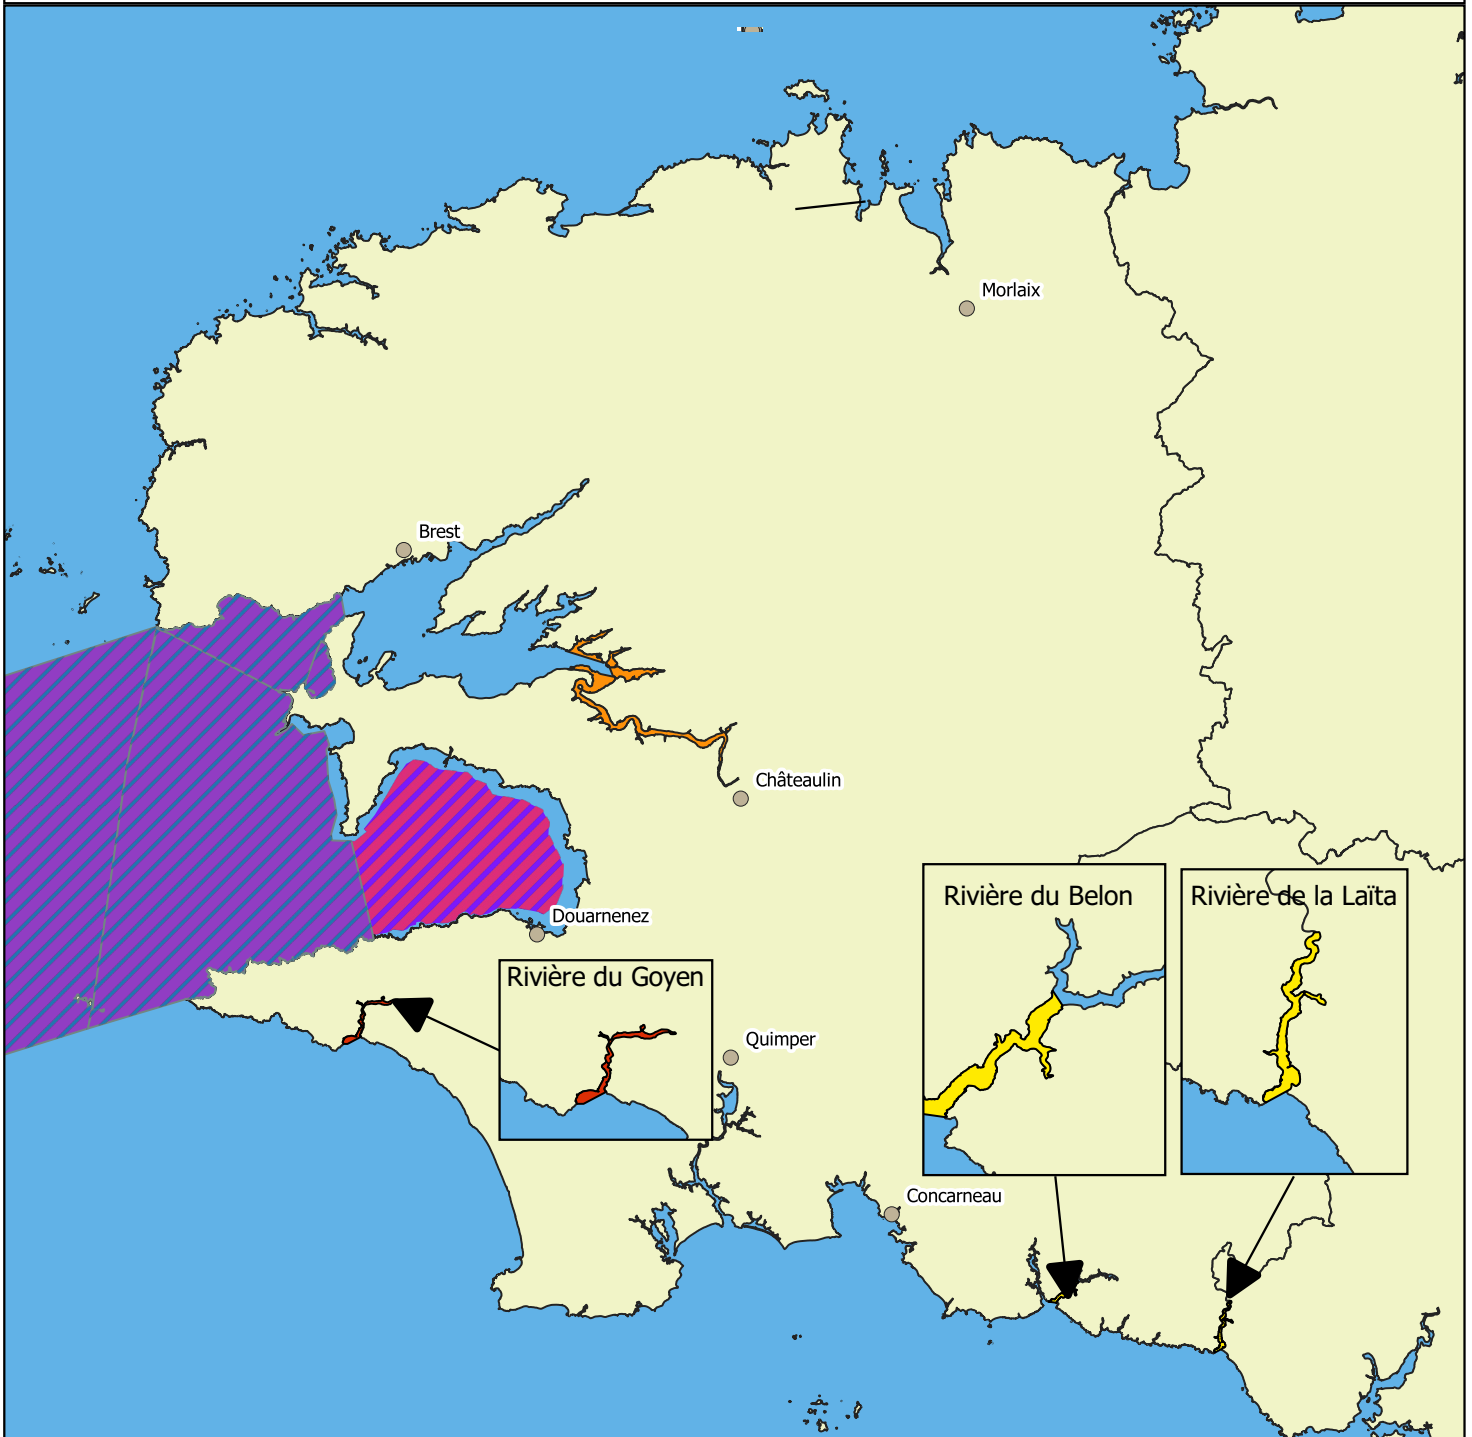 Morlaix
Brest
Châteaulin
Rivière du Belon
Rivière de la Laïta
Douarnenez
Rivière du Goyen
Quimper
Concarneau